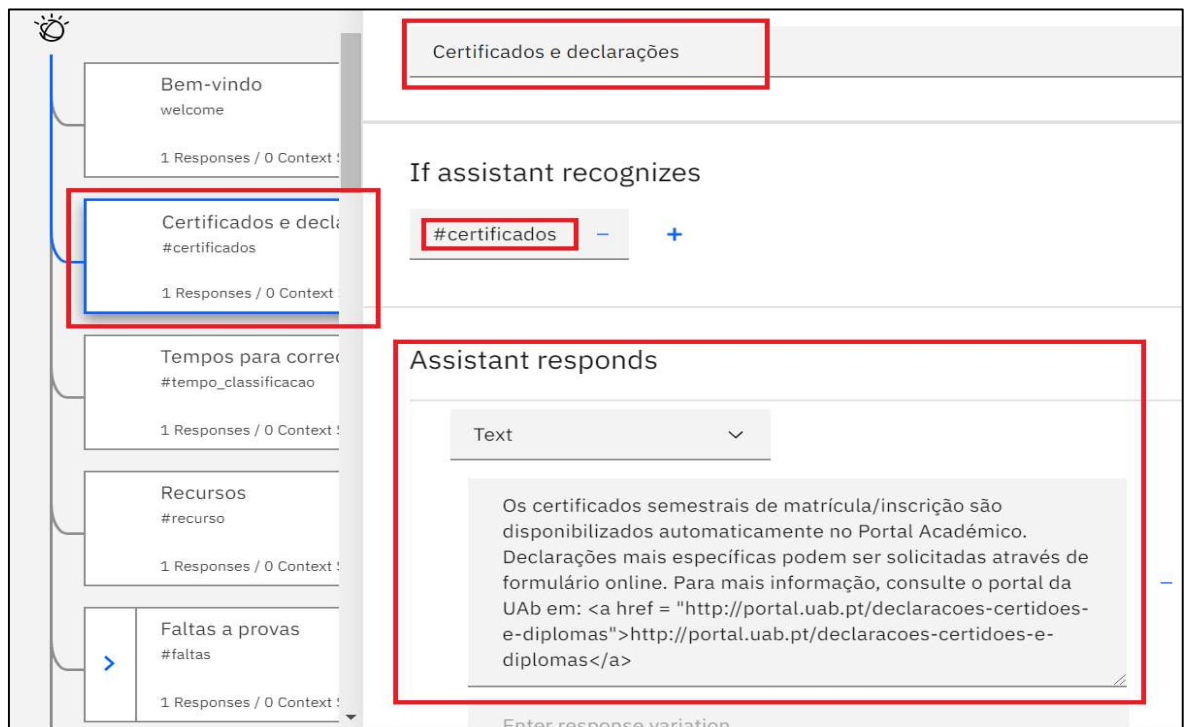 Bem-vindo
welcome
1 Responses / 0 Context
Certificados e decla
#certificados
1 Responses / 0 Context
Tempos para corre
#tempo_classificacao
1 Responses / 0 Context
Recursos
#recurso
1 Responses / 0 Context
Faltas a provas
#faltas
1 Responses / 0 Context
Certificados e declarações
If assistant recognizes
#certificados
Assistant responds
Text
Os certificados semestrais de matrícula/inscrição são
disponibilizados automaticamente no Portal Académico.
Declarações mais específicas podem ser solicitadas através de
formulário online. Para mais informação, consulte o portal da
UAb em: <a href = "http://portal.uab.pt/declaracoes-certidoes-
e-diplomas">http://portal.uab.pt/declaracoes-certidoes-e-
diplomas</a>
Enter response variation